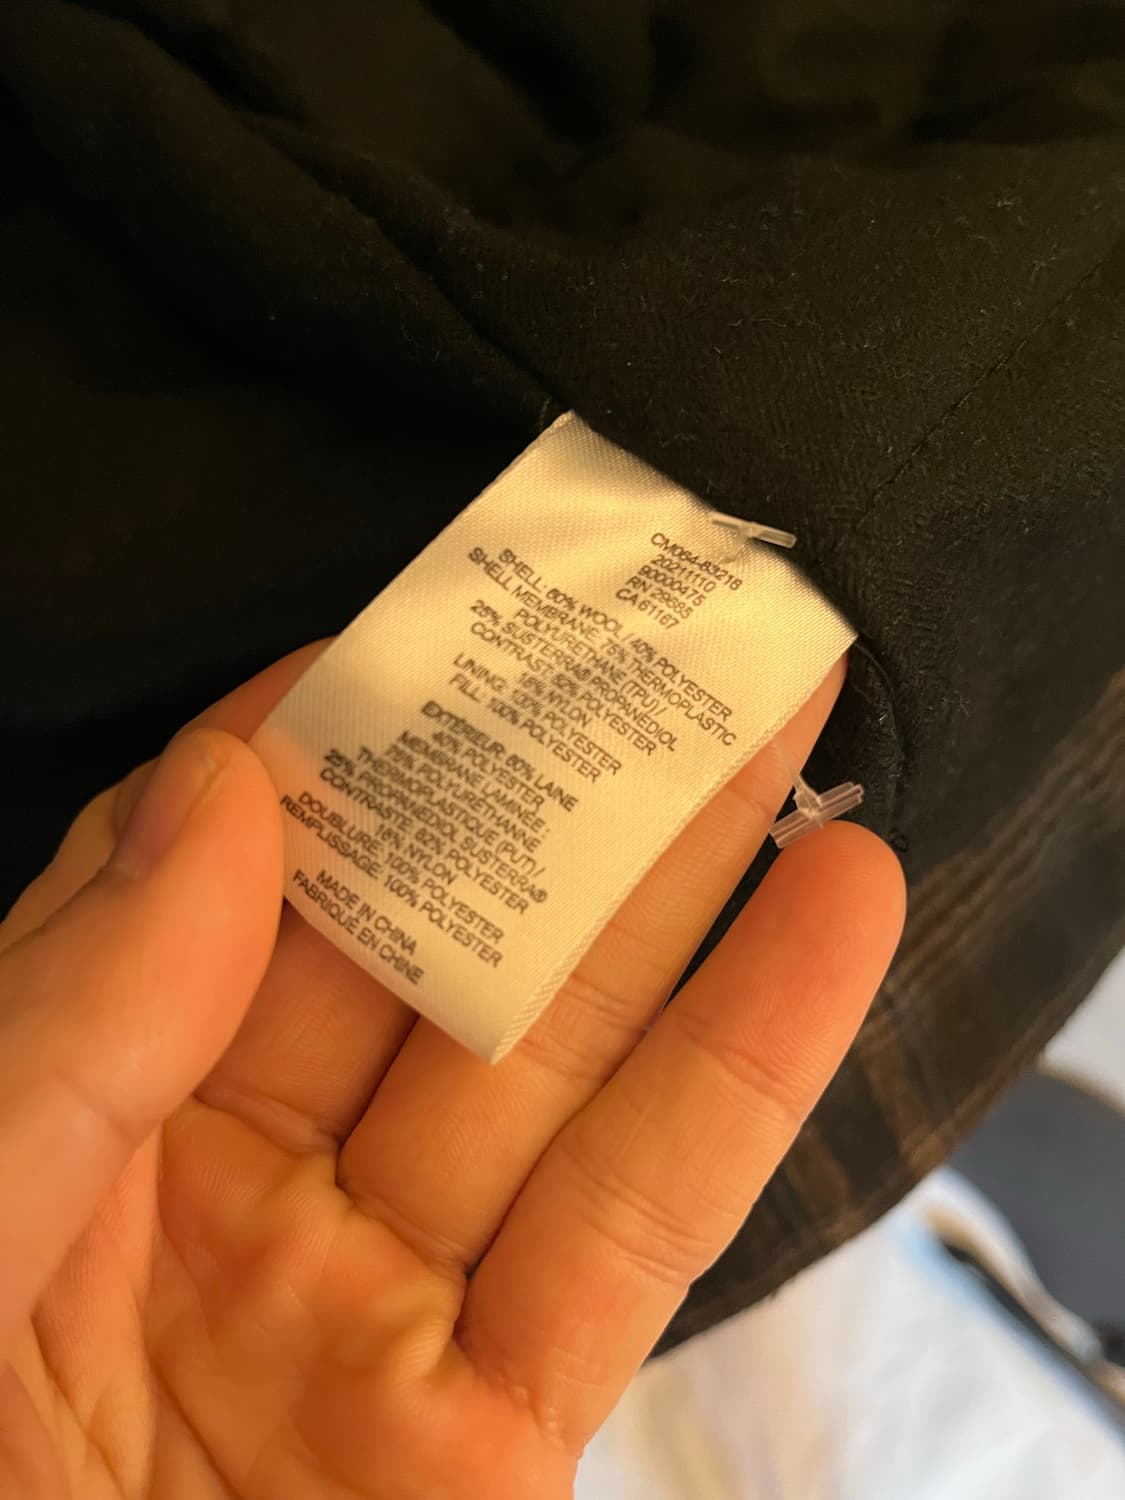 CM064-83216
20211110
90000475
RN 29685
CA 61167
SHELL: 60% WOOL / 40% POLYESTER
SHELL MEMBRANE: 75% THERMOPLASTIC
POLYURETHANE (TPU) /
25% SUSTERRA® PROPANEDIOL
CONTRAST: 82% POLYESTER
18% NYLON
LINING: 100% POLYESTER
FILL: 100% POLYESTER
EXTÉRIEUR: 60% LAINE
40% POLYESTER
MEMBRANE LAMINÉE:
75% POLYURÉTHANNE
THERMOPLASTIQUE (PUT) /
25% PROPANEDIOL SUSTERRA®
CONTRASTE: 82% POLYESTER
18% NYLON
DOUBLURE: 100% POLYESTER
REMPLISSAGE: 100% POLYESTER
MADE IN CHINA
FABRIQUÉ EN CHINE